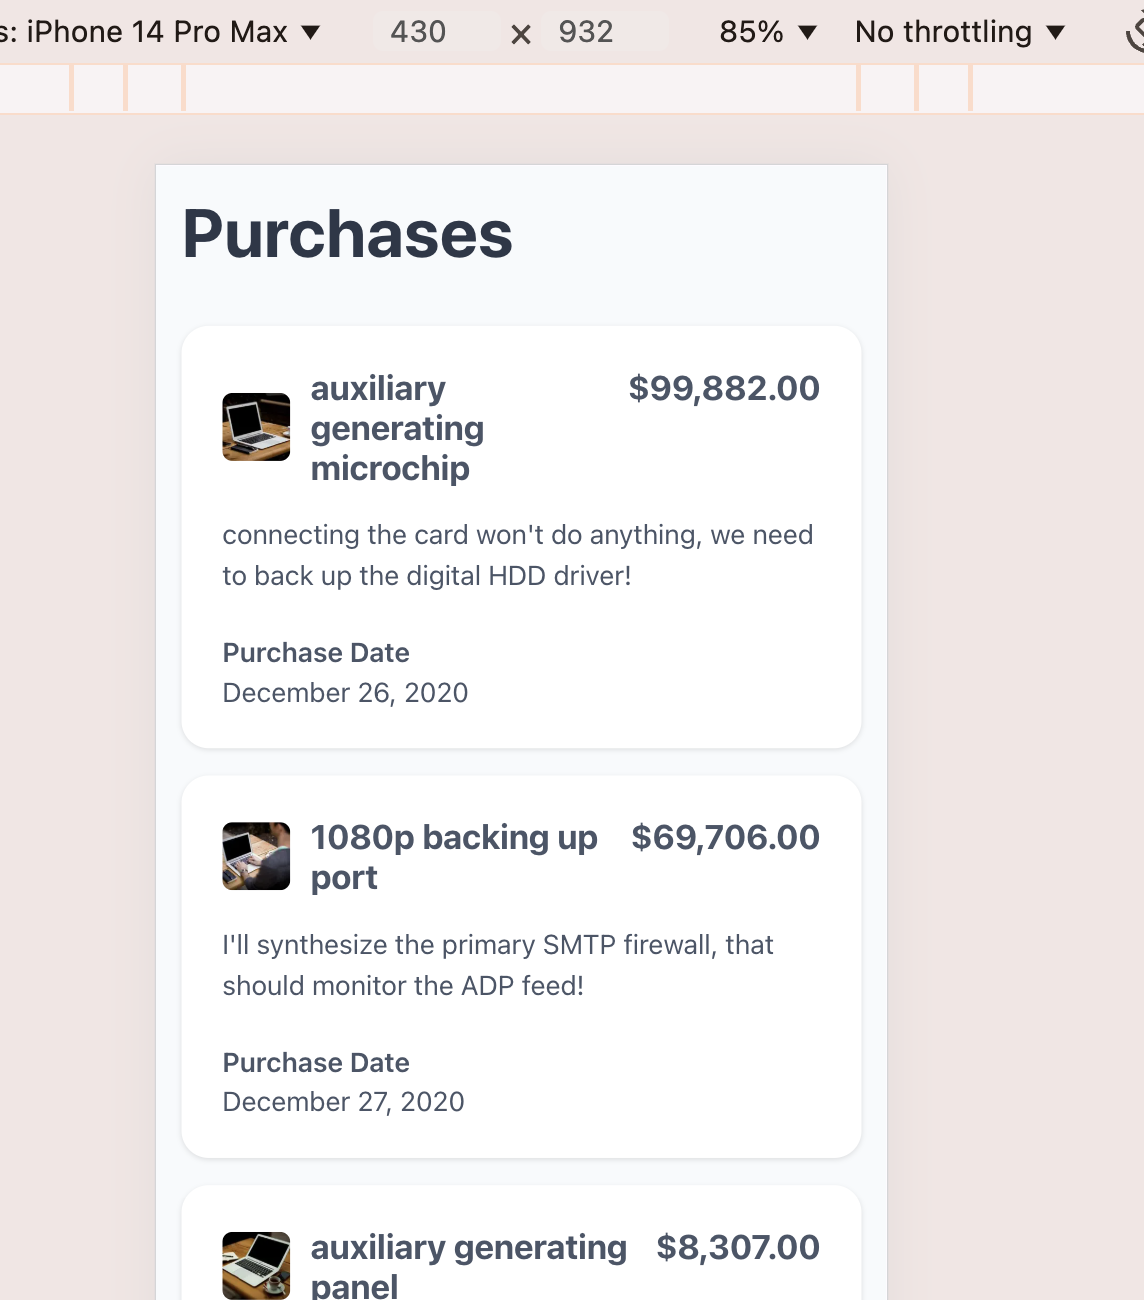 s: iPhone 14 Pro Max ▼ 430 × 932 85% ▼ No throttling ▼
Purchases
auxiliary generating microchip $99,882.00
connecting the card won't do anything, we need
to back up the digital HDD driver!
Purchase Date
December 26, 2020
1080p backing up port $69,706.00
I'll synthesize the primary SMTP firewall, that
should monitor the ADP feed!
Purchase Date
December 27, 2020
auxiliary generating panel $8,307.00